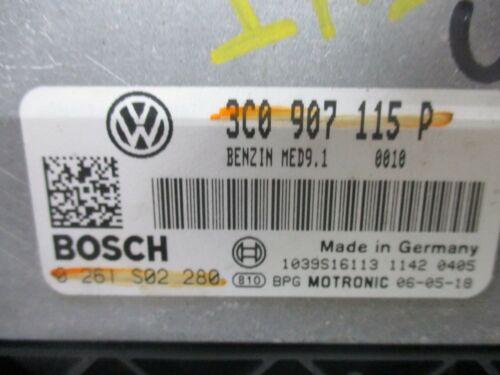 3C0 907 115 P
BENZIN MED9.1 0010
BOSCH
Made in Germany
0 261 S02 280
1039S16113 1142 0405
810 BPG MOTRONIC 06-05-18